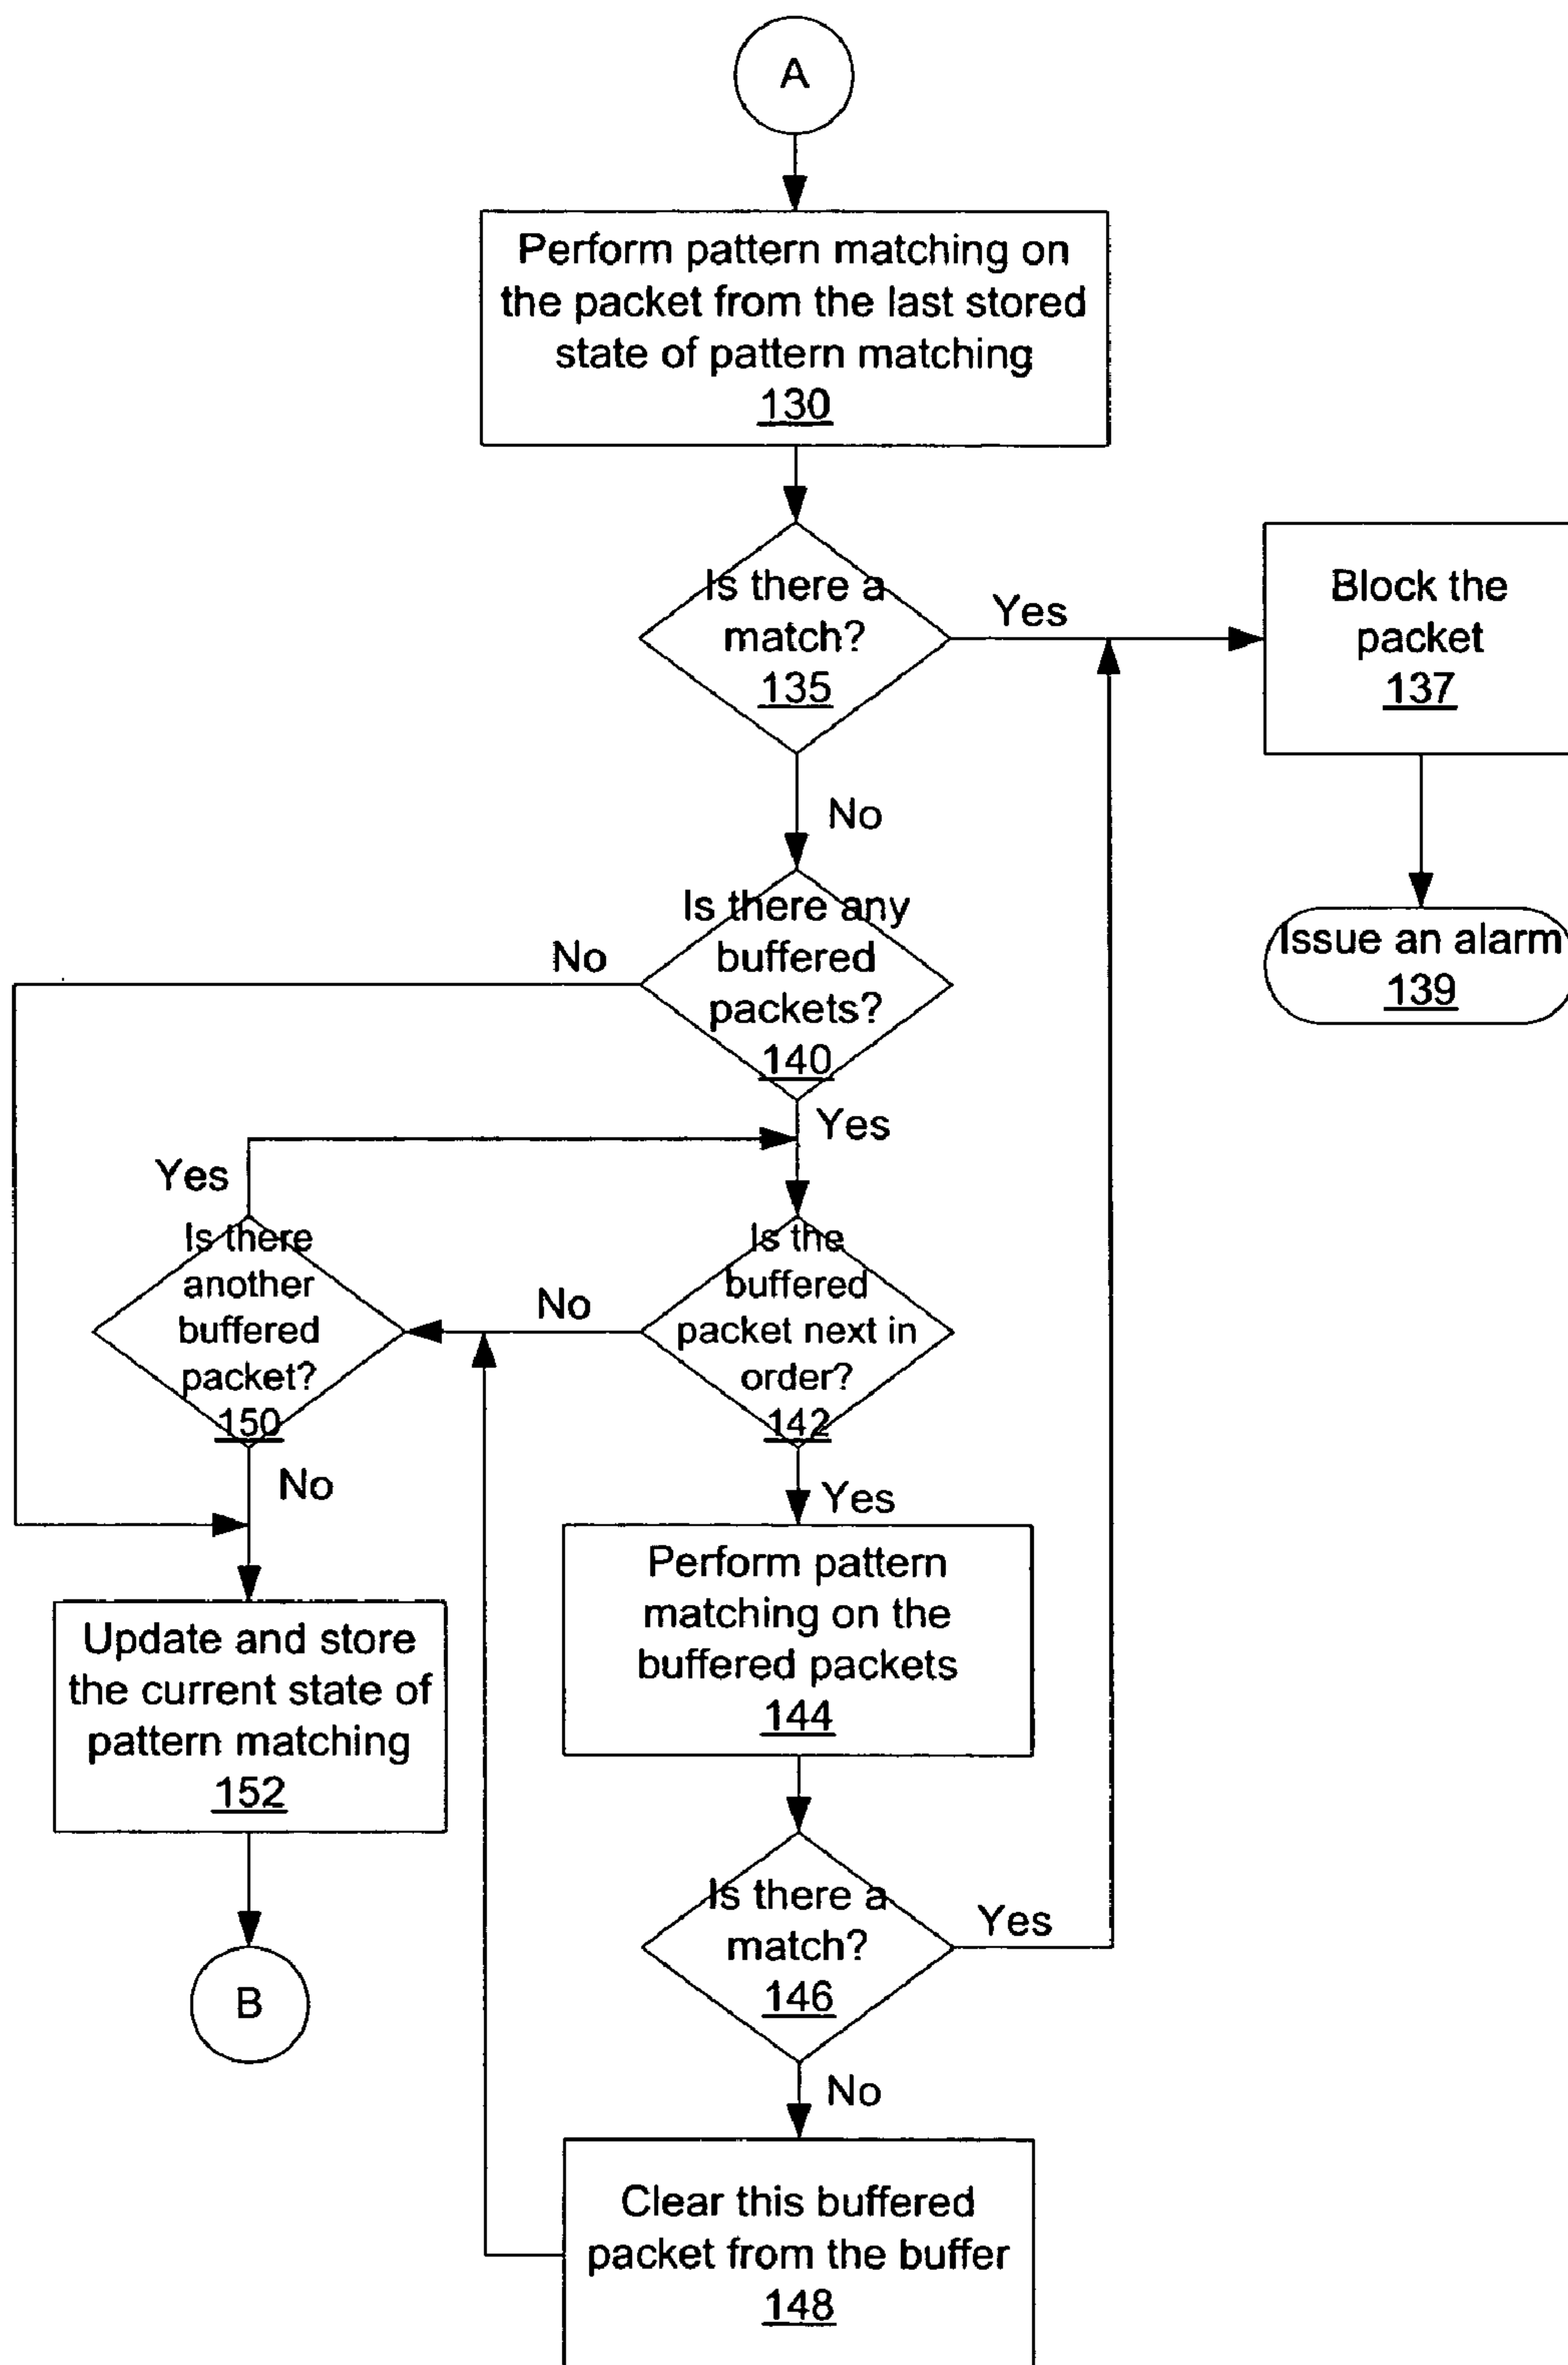 A
Perform pattern matching on
the packet from the last stored
state of pattern matching
130
Is there a
match?
135
Yes
Block the
packet
137
No
Issue an alarm
139
Is there any
buffered
packets?
140
No
Yes
Yes
Is there
another
buffered
packet?
150
No
Is the
buffered
packet next in
order?
142
No
Yes
Update and store
the current state of
pattern matching
152
Perform pattern
matching on the
buffered packets
144
B
Is there a
match?
146
Yes
No
Clear this buffered
packet from the buffer
148